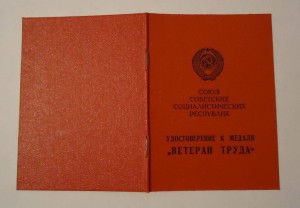 СОЮЗ
СОВЕТСКИХ
СОЦИАЛИСТИЧЕСКИХ
РЕСПУБЛИК
УДОСТОВЕРЕНИЕ К МЕДАЛИ
„ВЕТЕРАН ТРУДА“